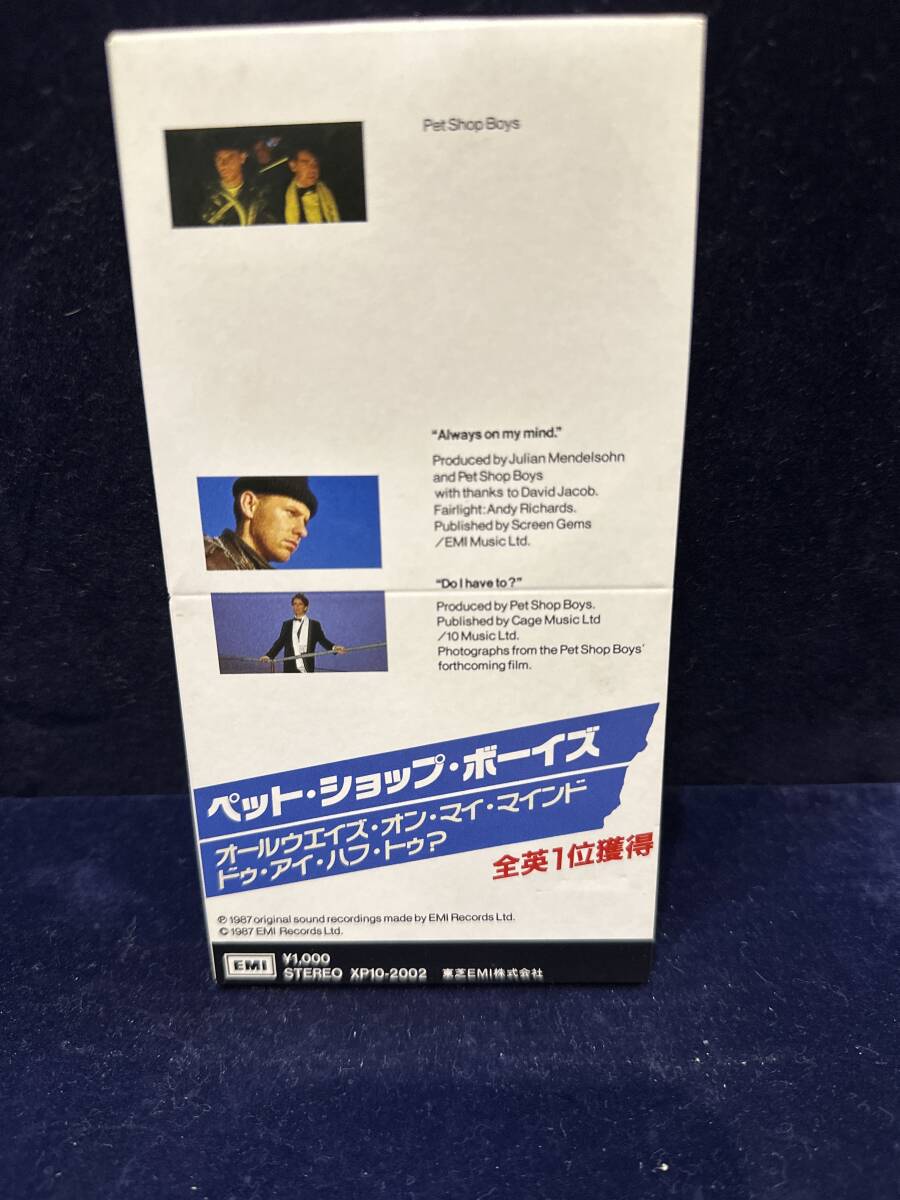 Pet Shop Boys
"Always on my mind."
Produced by Julian Mendelsohn
and Pet Shop Boys
with thanks to David Jacob.
Fairlight: Andy Richards.
Published by Screen Gems
/EMI Music Ltd.
"Do I have to?"
Produced by Pet Shop Boys.
Published by Cage Music Ltd
/10 Music Ltd.
Photographs from the Pet Shop Boys'
forthcoming film.
ペット・ショップ・ボーイズ
オールウエイズ・オン・マイ・マインド
ドゥ・アイ・ハフ・トゥ?
全英1位獲得
℗ 1987 original sound recordings made by EMI Records Ltd.
© 1987 EMI Records Ltd.
EMI
¥1,000
STEREO XP10-2002 東芝EMI株式会社